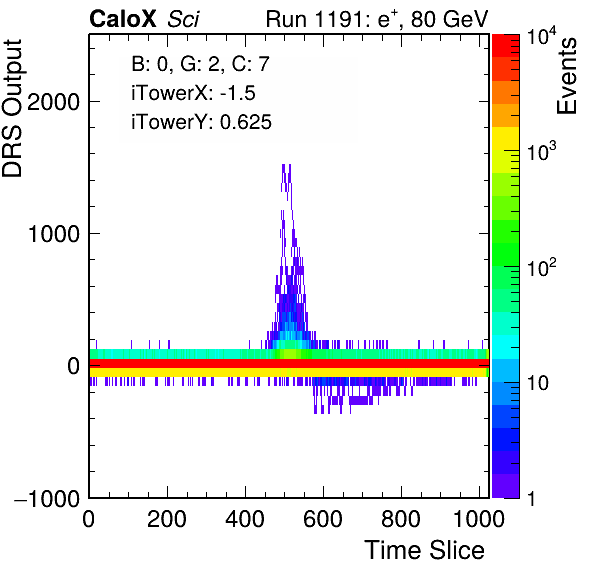 CaloX Sci Run 1191: e⁺, 80 GeV
B: 0, G: 2, C: 7
iTowerX: -1.5
iTowerY: 0.625
DRS Output
2000
1000
0
−1000
0 200 400 600 800 1000
Time Slice
Events
10⁴
10³
10²
10
1